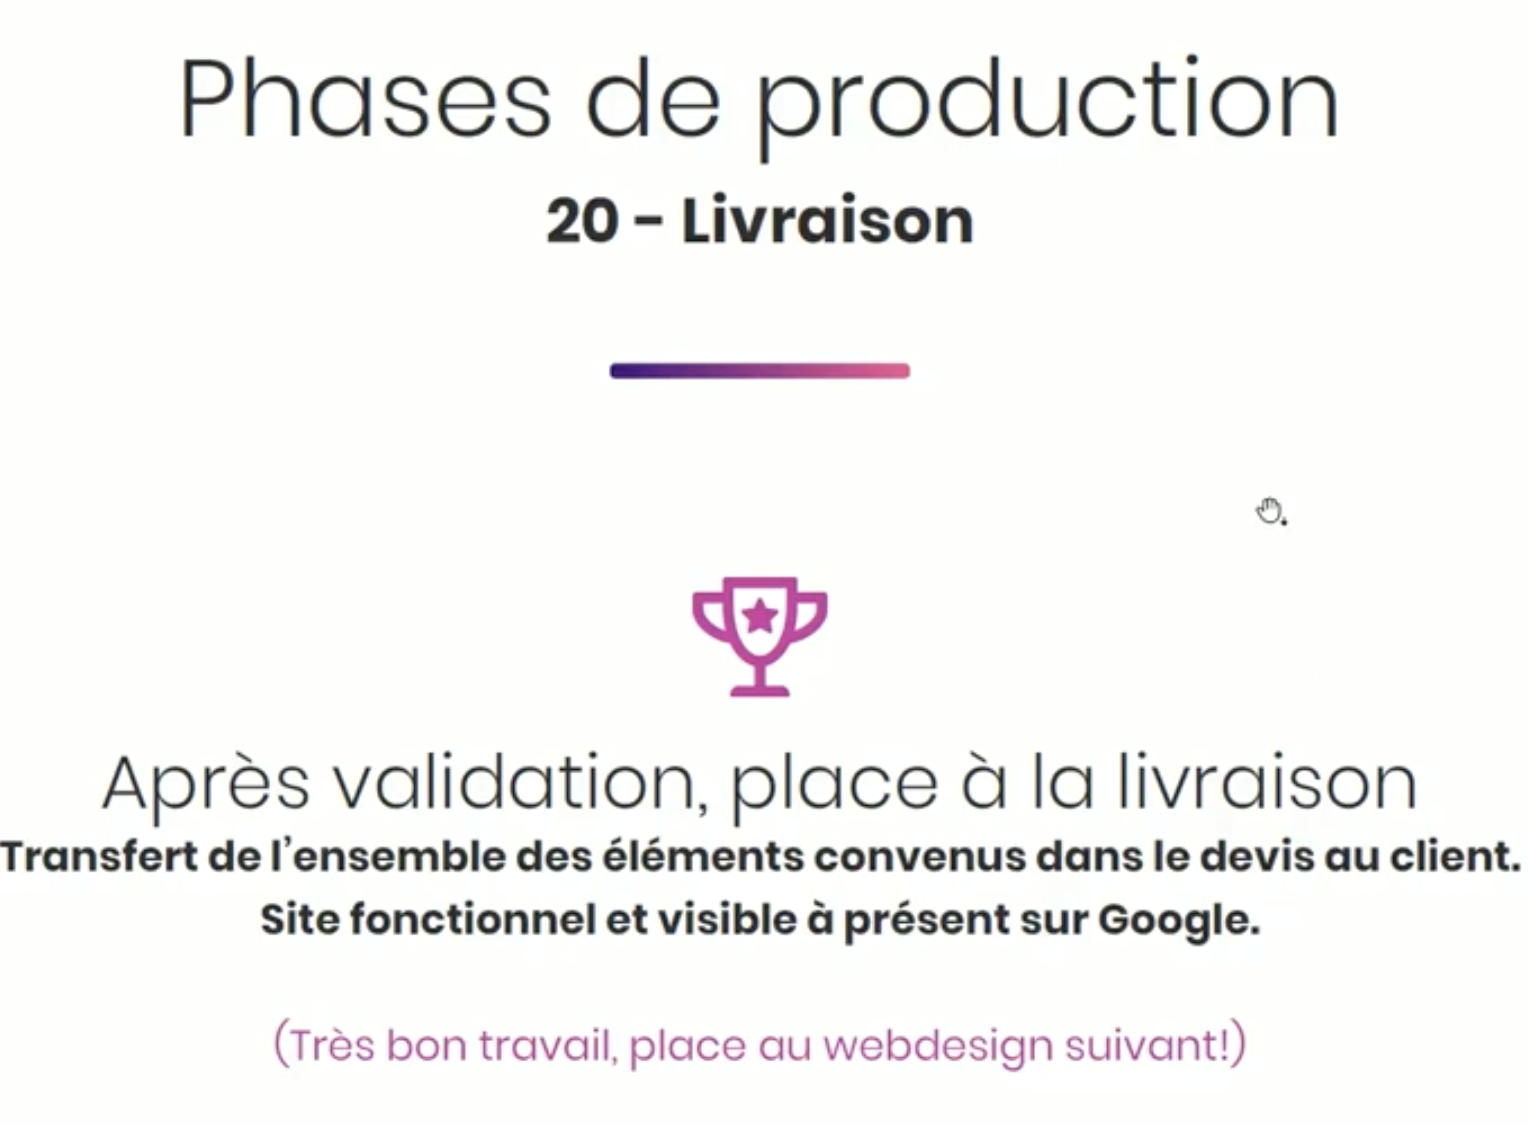 Phases de production
20 - Livraison
Après validation, place à la livraison
Transfert de l'ensemble des éléments convenus dans le devis au client.
Site fonctionnel et visible à présent sur Google.
(Très bon travail, place au webdesign suivant!)